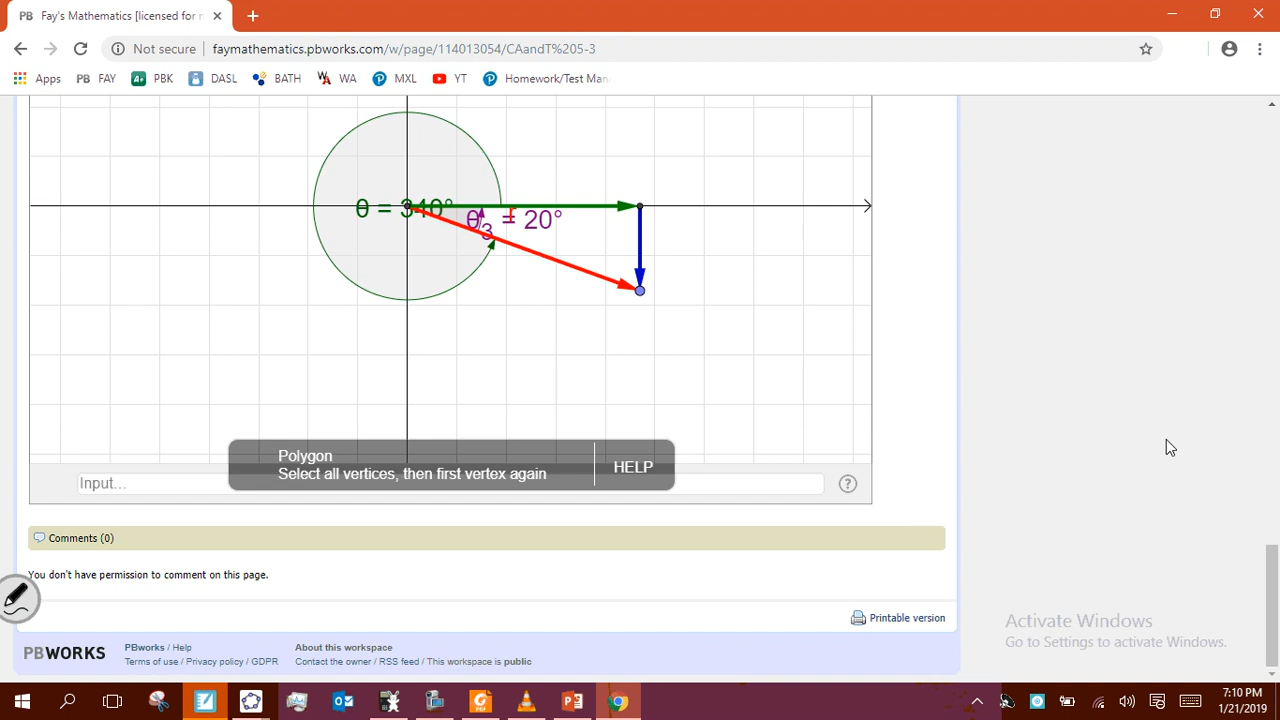 PB Fay's Mathematics [licensed for n
Not secure | faymathematics.pbworks.com/w/page/114013054/CAandT%205-3
Apps PB FAY A+ PBK DASL BATH WA MXL YT Homework/Test Man
θ = 340°
r
θ/3 = 20°
Polygon
Select all vertices, then first vertex again
HELP
Input...
Comments (0)
You don't have permission to comment on this page.
Printable version
PBWORKS
PBworks / Help
Terms of use / Privacy policy / GDPR
About this workspace
Contact the owner / RSS feed / This workspace is public
Activate Windows
Go to Settings to activate Windows.
7:10 PM
1/21/2019